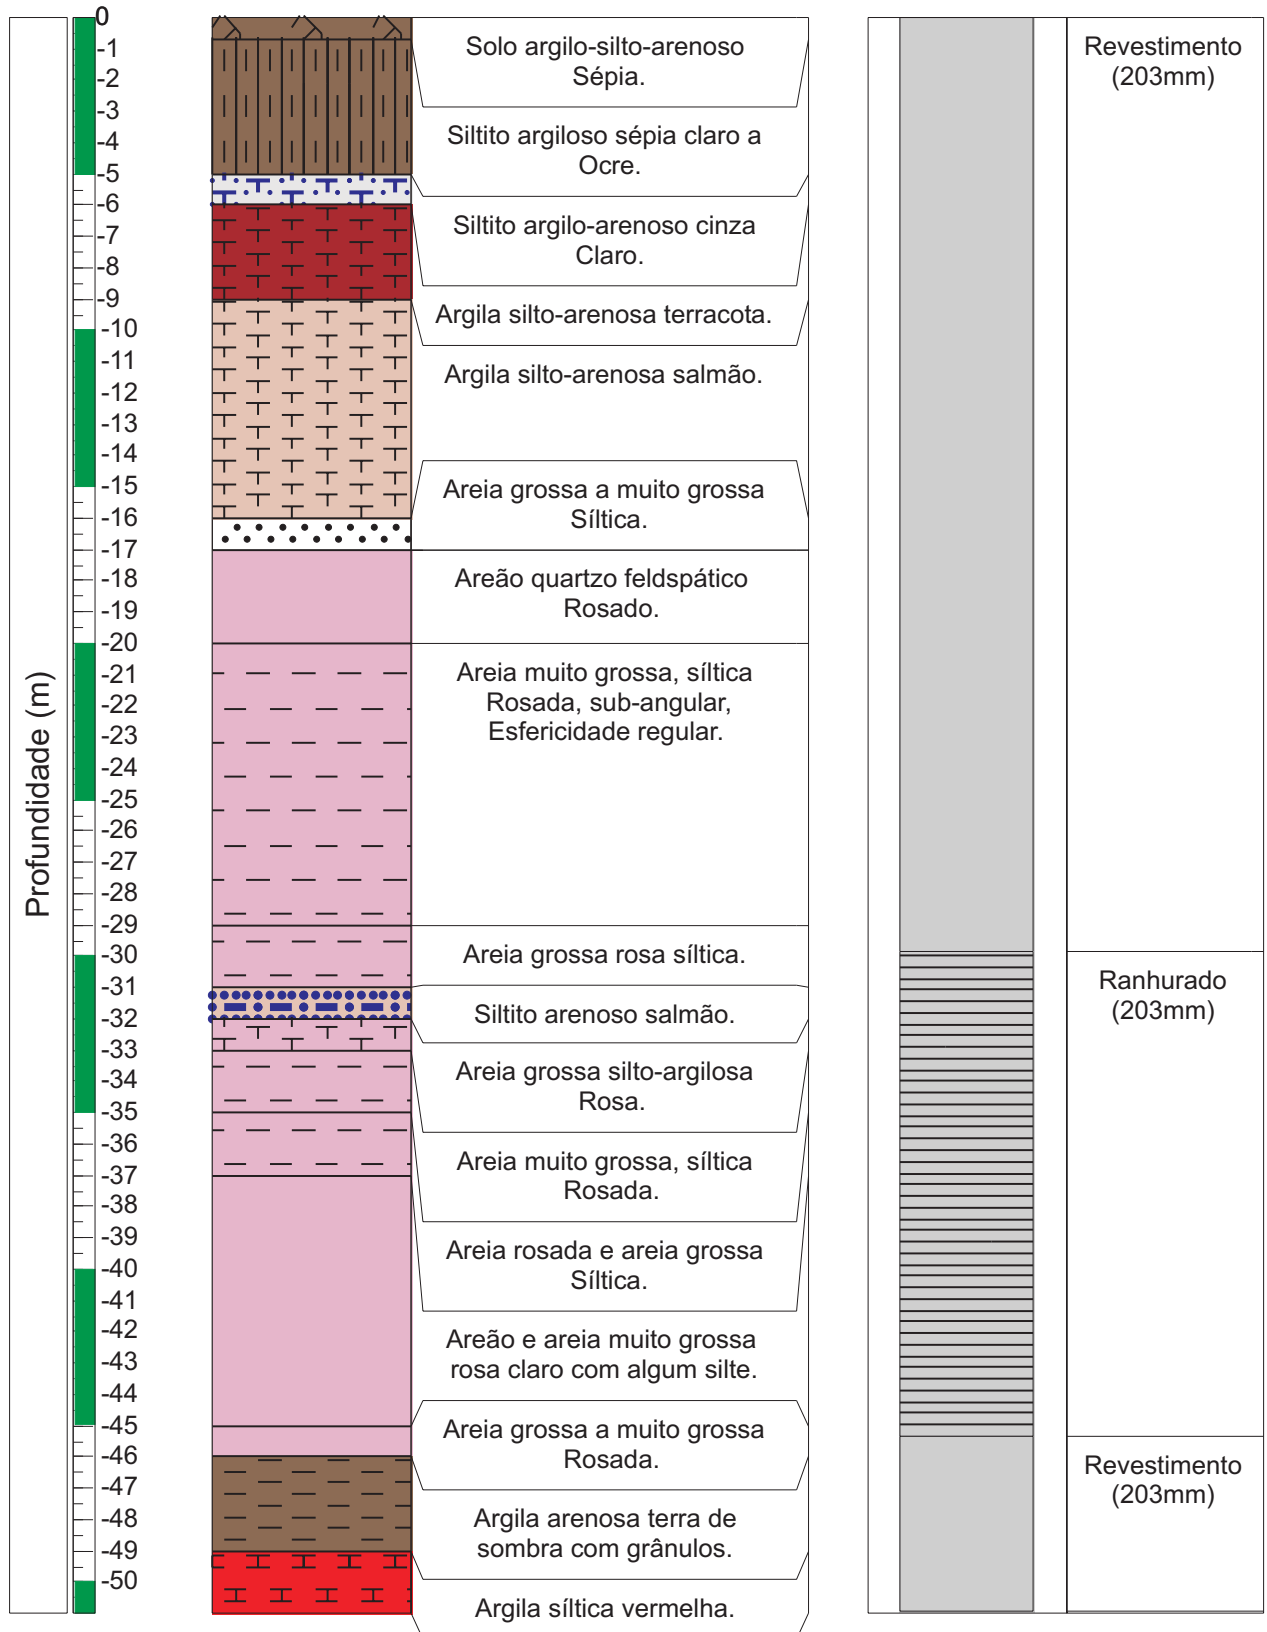 Profundidade (m)
0
-1
-2
-3
-4
-5
-6
-7
-8
-9
-10
-11
-12
-13
-14
-15
-16
-17
-18
-19
-20
-21
-22
-23
-24
-25
-26
-27
-28
-29
-30
-31
-32
-33
-34
-35
-36
-37
-38
-39
-40
-41
-42
-43
-44
-45
-46
-47
-48
-49
-50
Solo argilo-silto-arenoso
Sépia.
Siltito argiloso sépia claro a
Ocre.
Siltito argilo-arenoso cinza
Claro.
Argila silto-arenosa terracota.
Argila silto-arenosa salmão.
Areia grossa a muito grossa
Síltica.
Areão quartzo feldspático
Rosado.
Areia muito grossa, síltica
Rosada, sub-angular,
Esfericidade regular.
Areia grossa rosa síltica.
Siltito arenoso salmão.
Areia grossa silto-argilosa
Rosa.
Areia muito grossa, síltica
Rosada.
Areia rosada e areia grossa
Síltica.
Areão e areia muito grossa
rosa claro com algum silte.
Areia grossa a muito grossa
Rosada.
Argila arenosa terra de
sombra com grânulos.
Argila síltica vermelha.
Revestimento
(203mm)
Ranhurado
(203mm)
Revestimento
(203mm)